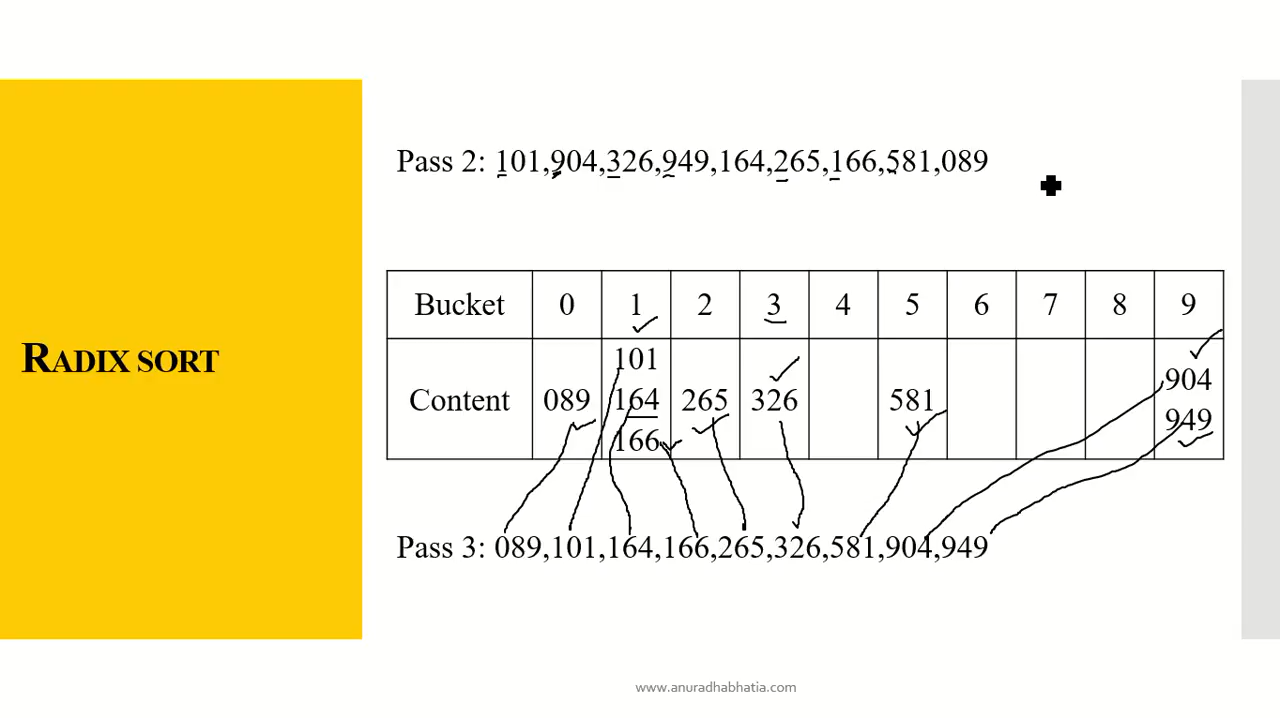 Pass 2: 101,904,326,949,164,265,166,581,089
Bucket 0 1 2 3 4 5 6 7 8 9
RADIX SORT
Content 089 101 164 166 265 326 581 904 949
Pass 3: 089,101,164,166,265,326,581,904,949
www.anuradhabhatia.com